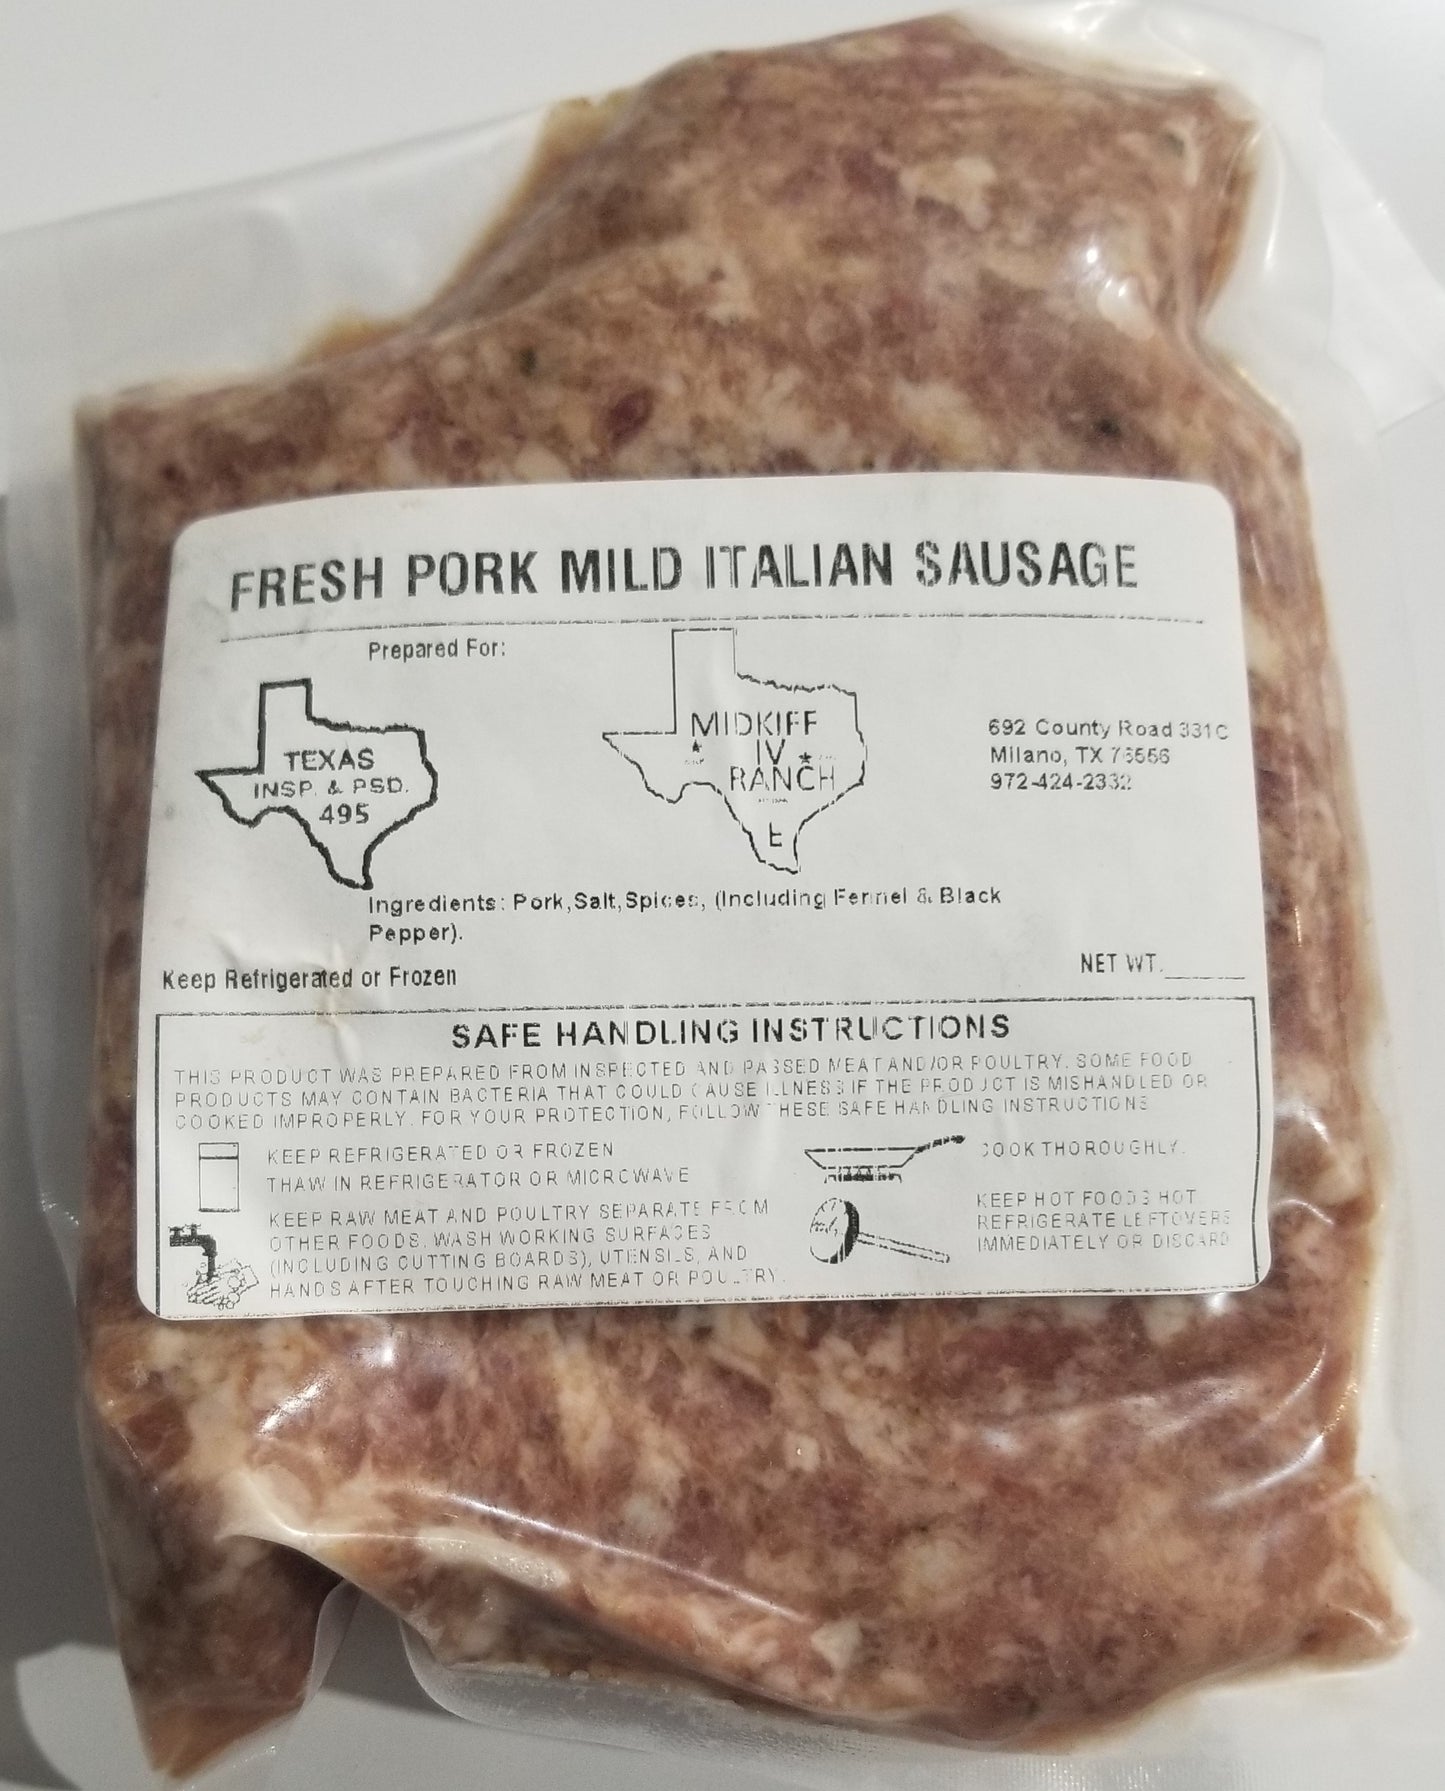 FRESH PORK MILD ITALIAN SAUSAGE
Prepared For:
TEXAS
INSP. & PSD.
495
MIDKIFF
IV
RANCH
692 County Road 331C
Milano, TX 76556
972-424-2332
Ingredients: Pork,Salt,Spices, (Including Fennel & Black
Pepper).
Keep Refrigerated or Frozen
NET WT.
SAFE HANDLING INSTRUCTIONS
THIS PRODUCT WAS PREPARED FROM INSPECTED AND PASSED MEAT AND/OR POULTRY. SOME FOOD
PRODUCTS MAY CONTAIN BACTERIA THAT COULD CAUSE ILLNESS IF THE PRODUCT IS MISHANDLED OR
COOKED IMPROPERLY. FOR YOUR PROTECTION, FOLLOW THESE SAFE HANDLING INSTRUCTIONS
KEEP REFRIGERATED OR FROZEN
THAW IN REFRIGERATOR OR MICROWAVE
KEEP RAW MEAT AND POULTRY SEPARATE FROM
OTHER FOODS. WASH WORKING SURFACES
(INCLUDING CUTTING BOARDS), UTENSILS, AND
HANDS AFTER TOUCHING RAW MEAT OR POULTRY.
COOK THOROUGHLY.
KEEP HOT FOODS HOT.
REFRIGERATE LEFTOVERS
IMMEDIATELY OR DISCARD